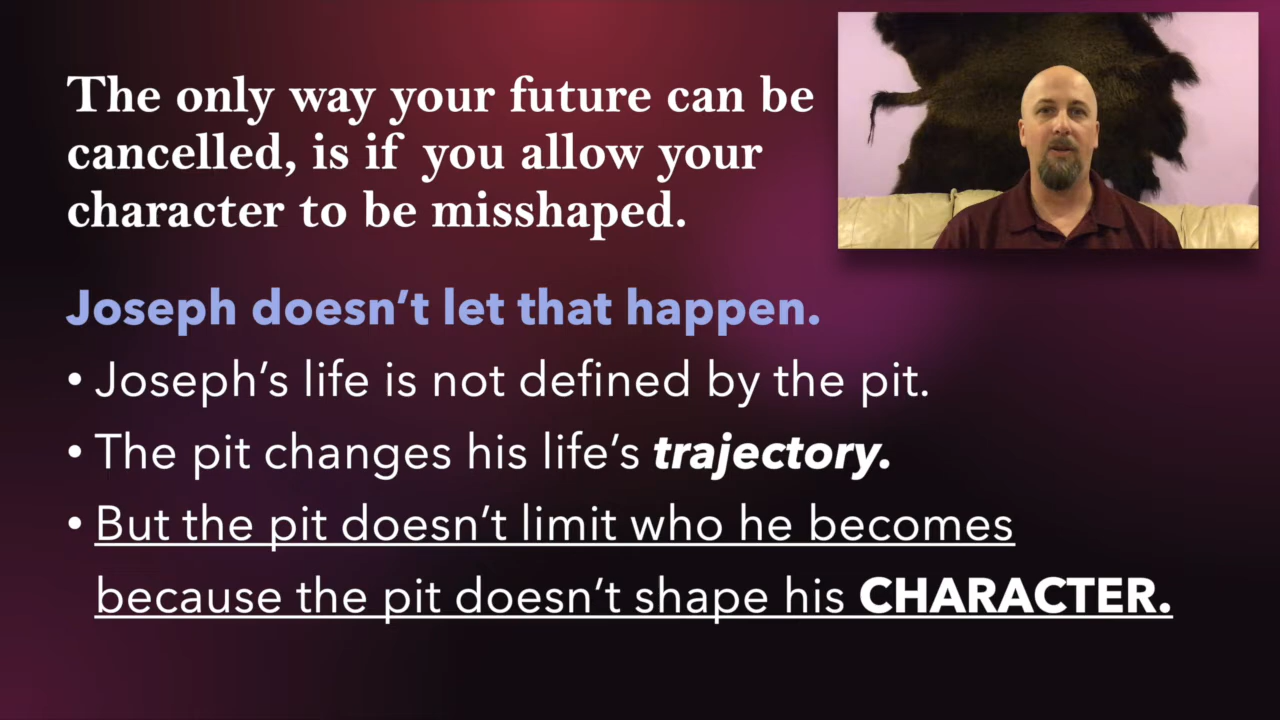 The only way your future can be
cancelled, is if you allow your
character to be misshaped.
Joseph doesn’t let that happen.
• Joseph’s life is not defined by the pit.
• The pit changes his life’s trajectory.
• But the pit doesn’t limit who he becomes
because the pit doesn’t shape his CHARACTER.